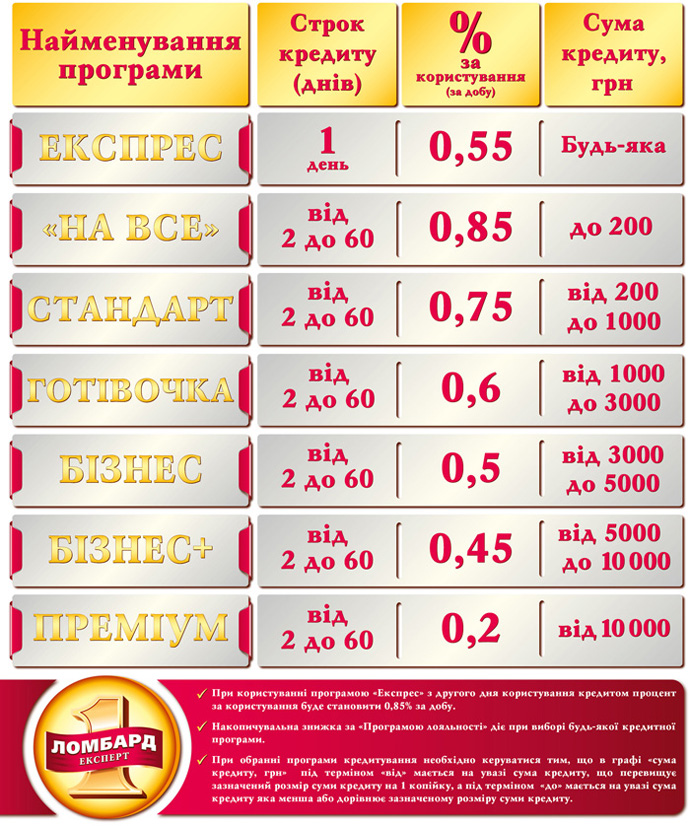 Найменування
програми
Строк
кредиту
(днів)
%
за
користування
(за добу)
Сума
кредиту,
грн
ЕКСПРЕС
1
день
0,55
Будь-яка
«НА ВСЕ»
від
2 до 60
0,85
до 200
СТАНДАРТ
від
2 до 60
0,75
від 200
до 1000
ГОТІВОЧКА
від
2 до 60
0,6
від 1000
до 3000
БІЗНЕС
від
2 до 60
0,5
від 3000
до 5000
БІЗНЕС+
від
2 до 60
0,45
від 5000
до 10 000
ПРЕМІУМ
від
2 до 60
0,2
від 10 000
1
ЛОМБАРД
ЕКСПЕРТ
✓ При користуванні програмою «Експрес» з другого дня користування кредитом процент
за користування буде становити 0,85% за добу.
✓ Накопичувальна знижка за «Програмою лояльності» діє при виборі будь-якої кредитної
програми.
✓ При обранні програми кредитування необхідно керуватися тим, що в графі «сума
кредиту, грн» під терміном «від» мається на увазі сума кредиту, що перевищує
зазначений розмір суми кредиту на 1 копійку, а під терміном «до» мається на увазі сума
кредиту яка менша або дорівнює зазначеному розміру суми кредиту.